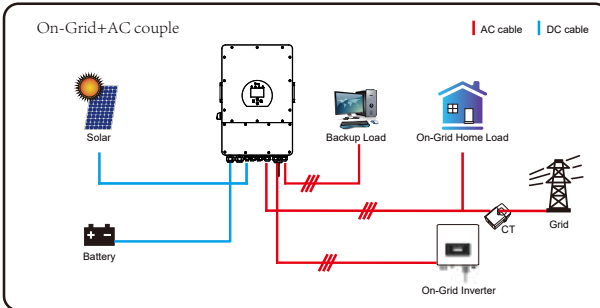 On-Grid+AC couple
AC cable
DC cable
Solar
Backup Load
On-Grid Home Load
CT
Grid
Battery
On-Grid Inverter